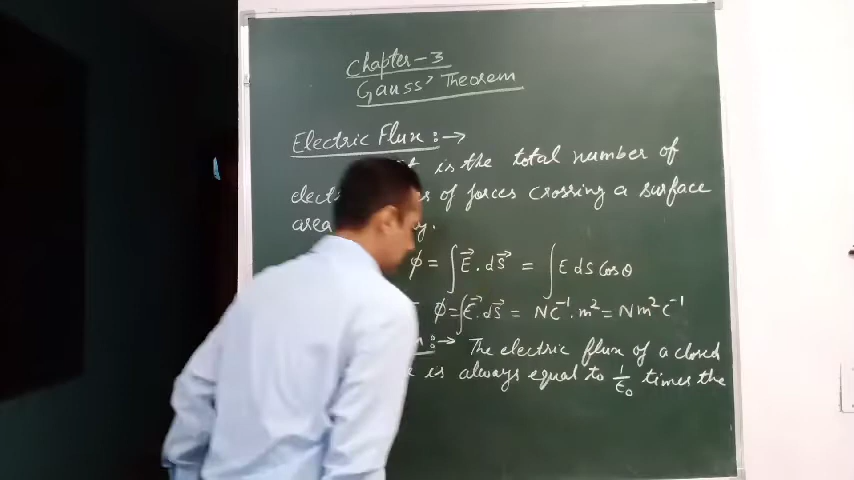 Chapter-3
Gauss' Theorem
Electric Flux :→
is the total number of
of forces crossing a surface
area
ϕ = ∫E⃗.dS⃗ = ∫E ds Cosθ
ϕ = ∫E⃗.dS⃗ = NC⁻¹.m² = Nm²C⁻¹
:→ The electric flux of a closed
is always equal to 1/ε₀ times the